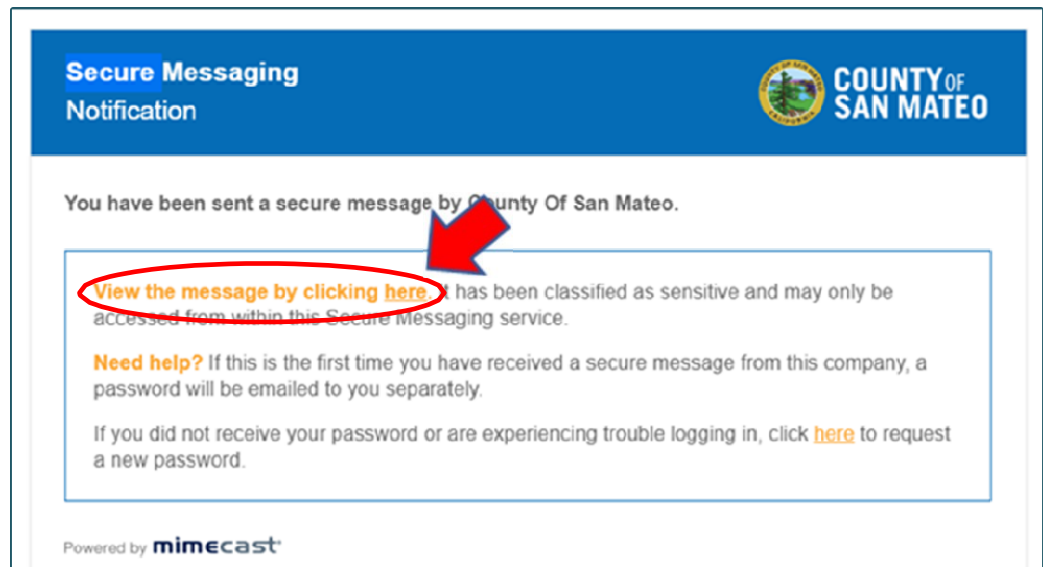 Secure Messaging
Notification
COUNTY OF
SAN MATEO
You have been sent a secure message by County Of San Mateo.
View the message by clicking here. It has been classified as sensitive and may only be
accessed from within this Secure Messaging service.
Need help? If this is the first time you have received a secure message from this company, a
password will be emailed to you separately.
If you did not receive your password or are experiencing trouble logging in, click here to request
a new password.
Powered by mimecast